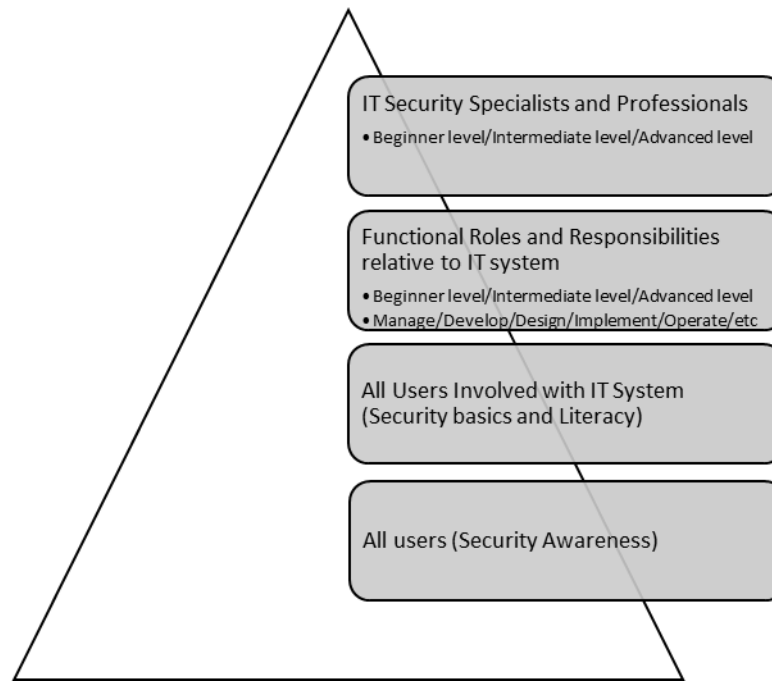 IT Security Specialists and Professionals
• Beginner level/Intermediate level/Advanced level
Functional Roles and Responsibilities
relative to IT system
• Beginner level/Intermediate level/Advanced level
• Manage/Develop/Design/Implement/Operate/etc
All Users Involved with IT System
(Security basics and Literacy)
All users (Security Awareness)